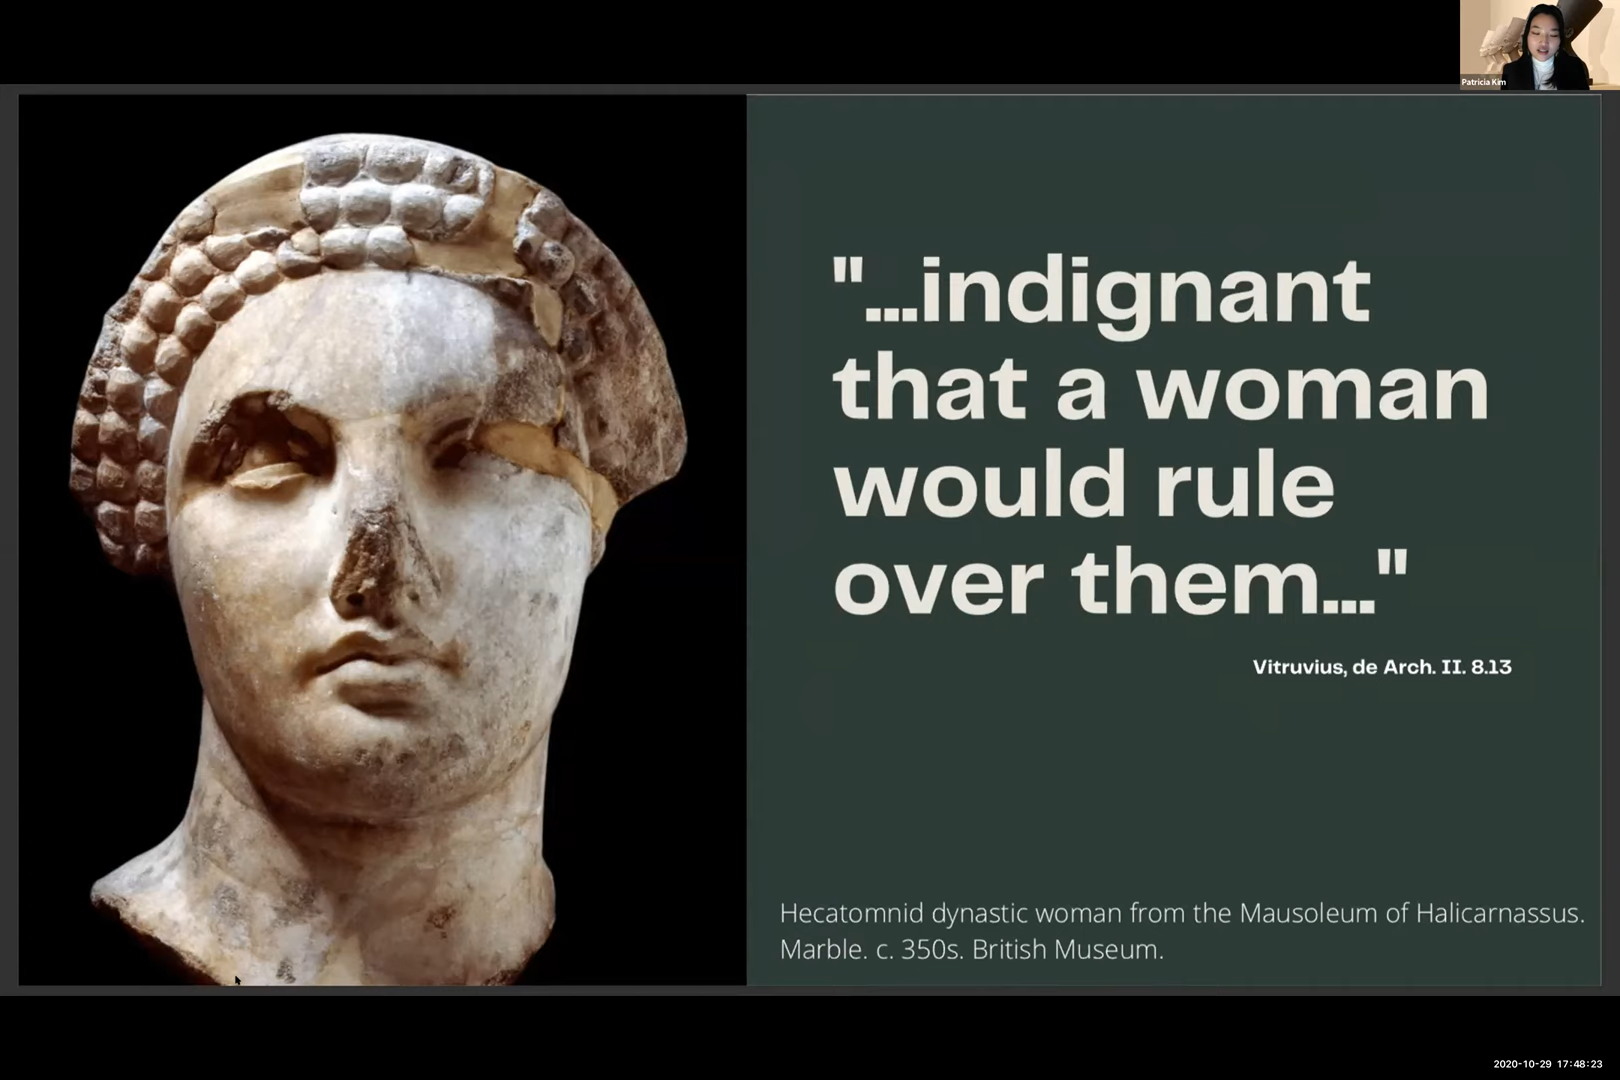 Patricia Kim
"...indignant
that a woman
would rule
over them..."
Vitruvius, de Arch. II. 8.13
Hecatomnid dynastic woman from the Mausoleum of Halicarnassus.
Marble. c. 350s. British Museum.
2020-10-29 17:48:23